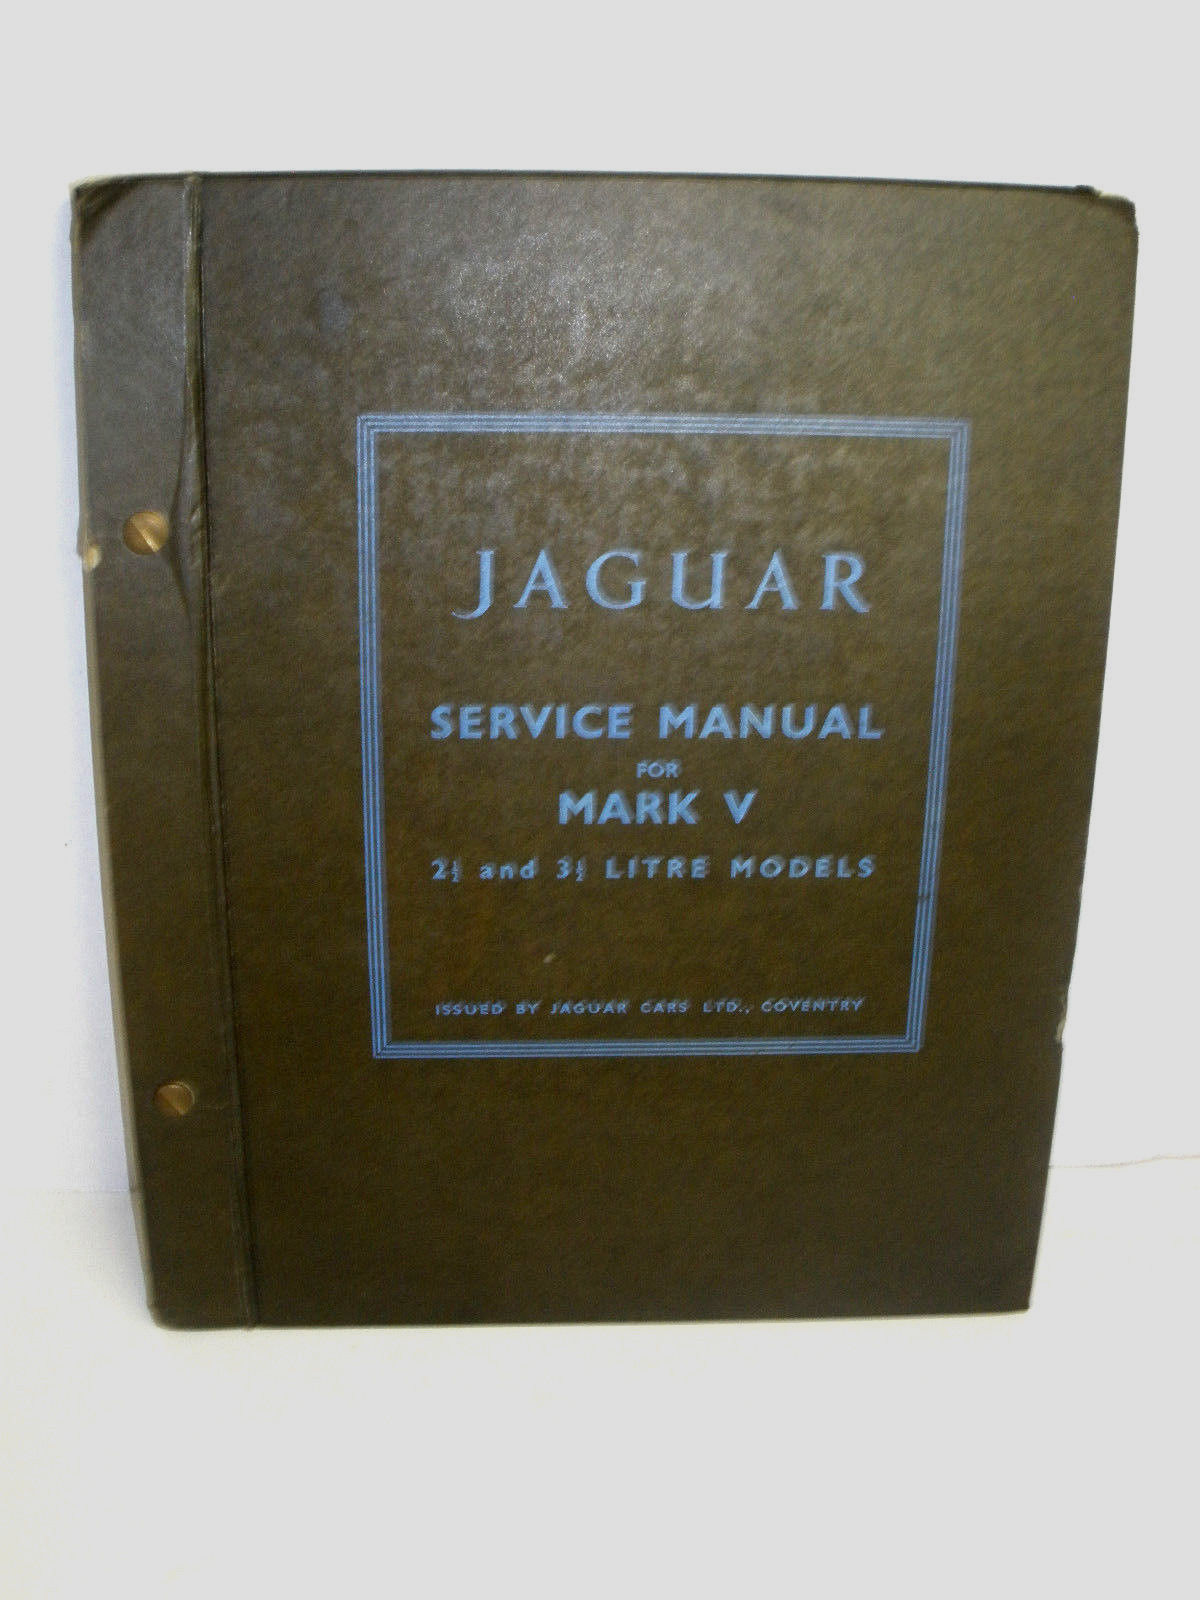 JAGUAR
SERVICE MANUAL
FOR
MARK V
2½ and 3½ LITRE MODELS
ISSUED BY JAGUAR CARS LTD., COVENTRY